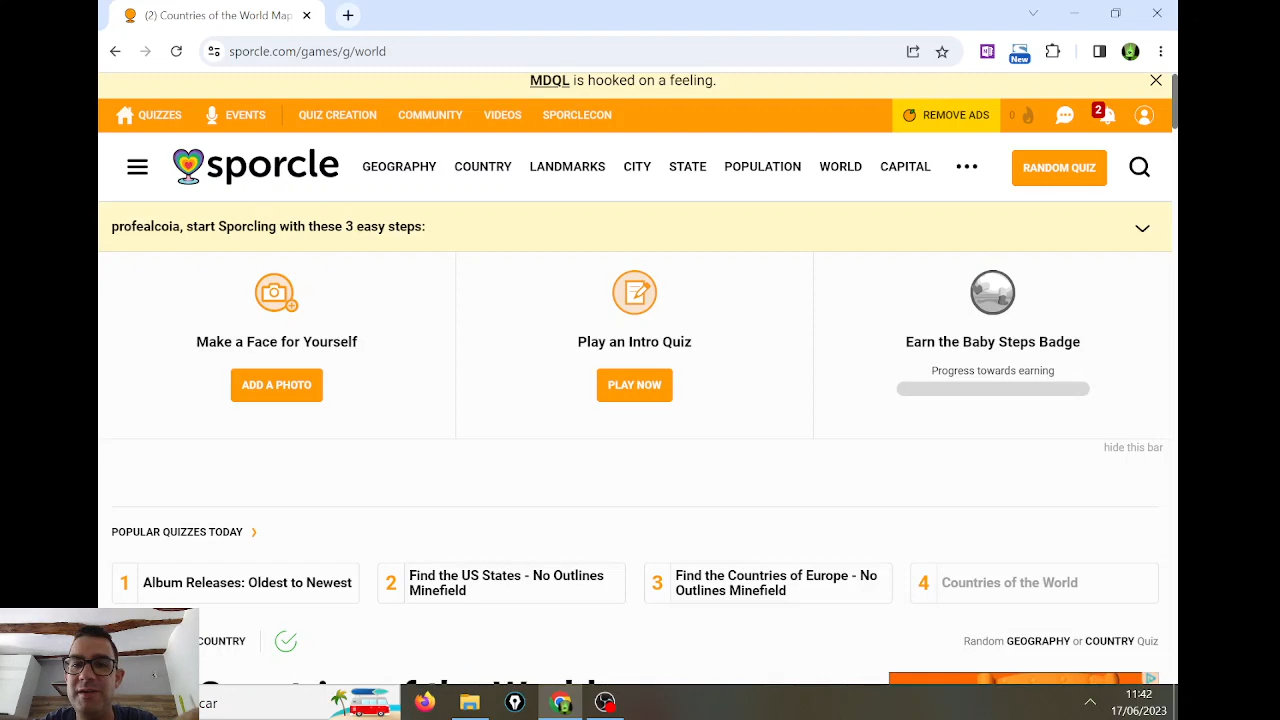 (2) Countries of the World Map
sporcle.com/games/g/world
New
MDQL is hooked on a feeling.
QUIZZES EVENTS QUIZ CREATION COMMUNITY VIDEOS SPORCLECON REMOVE ADS 0 2
sporcle GEOGRAPHY COUNTRY LANDMARKS CITY STATE POPULATION WORLD CAPITAL RANDOM QUIZ
profealcoia, start Sporcling with these 3 easy steps:
Make a Face for Yourself
ADD A PHOTO
Play an Intro Quiz
PLAY NOW
Earn the Baby Steps Badge
Progress towards earning
hide this bar
POPULAR QUIZZES TODAY
1 Album Releases: Oldest to Newest
2 Find the US States - No Outlines
Minefield
3 Find the Countries of Europe - No
Outlines Minefield
4 Countries of the World
COUNTRY
Random GEOGRAPHY or COUNTRY Quiz
car
11:42
17/06/2023